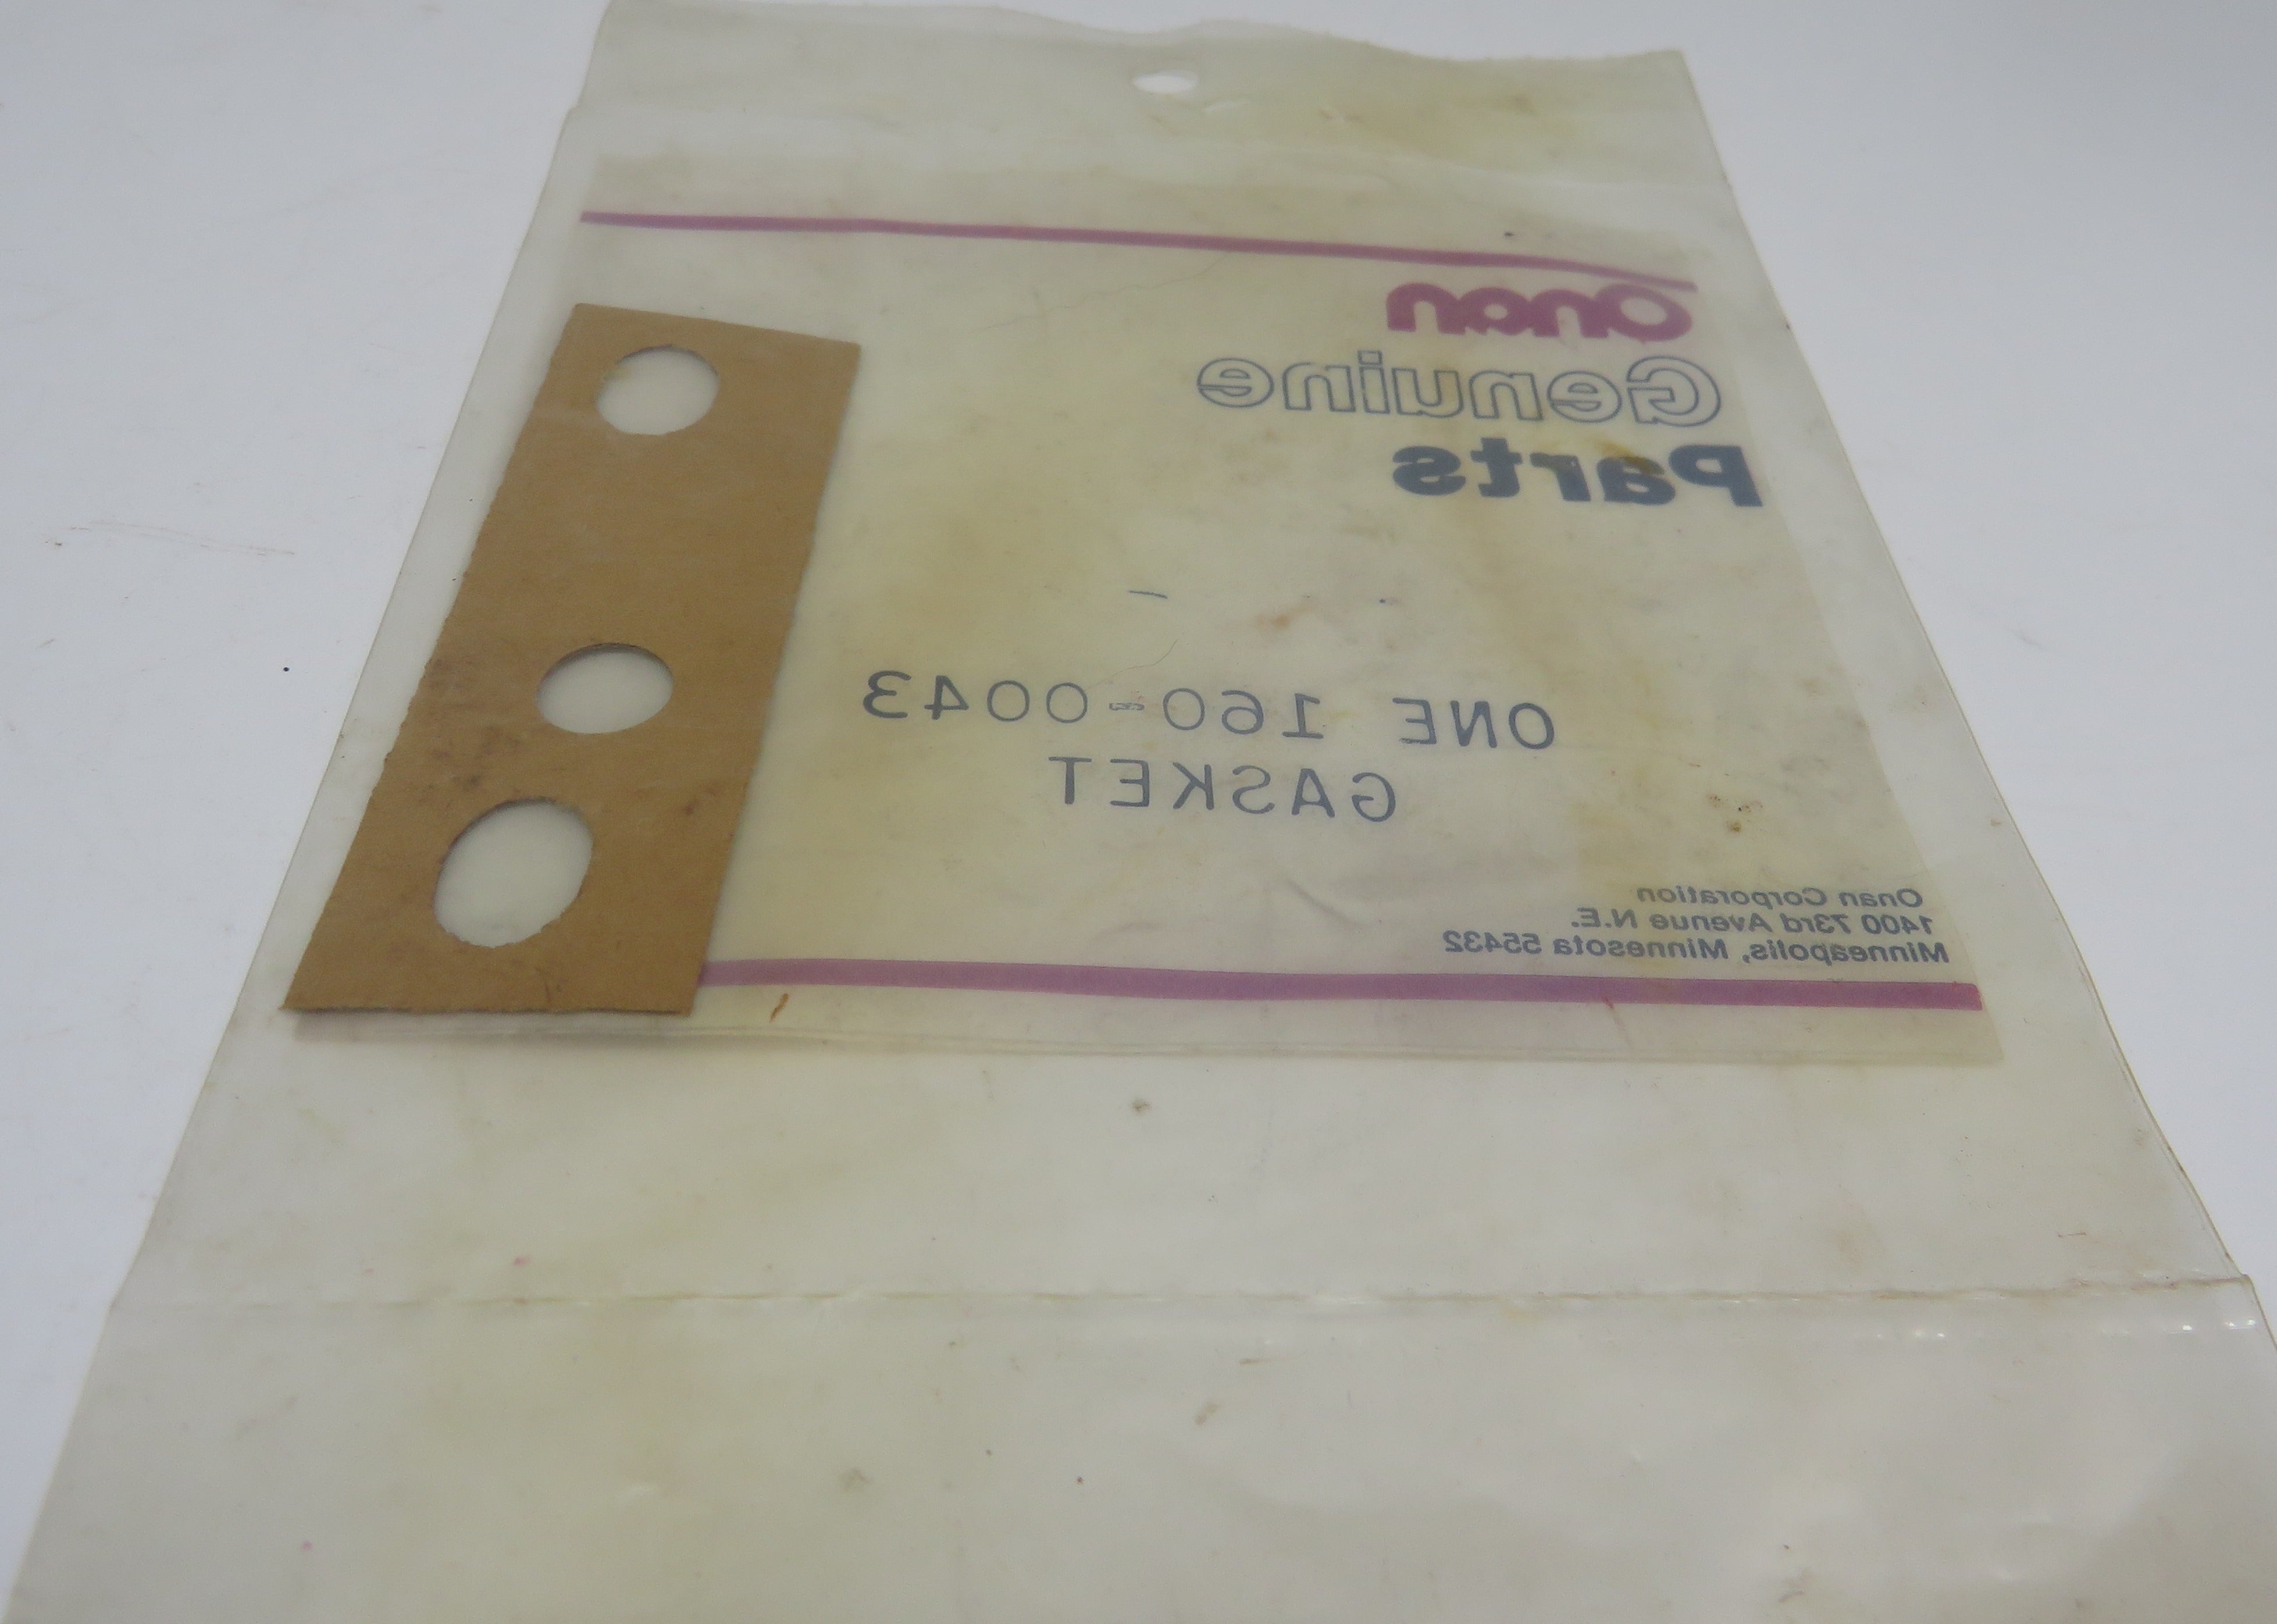 Onan
Genuine
Parts
ONE 160-0043
GASKET
Onan Corporation
1400 73rd Avenue N.E.
Minneapolis, Minnesota 55432